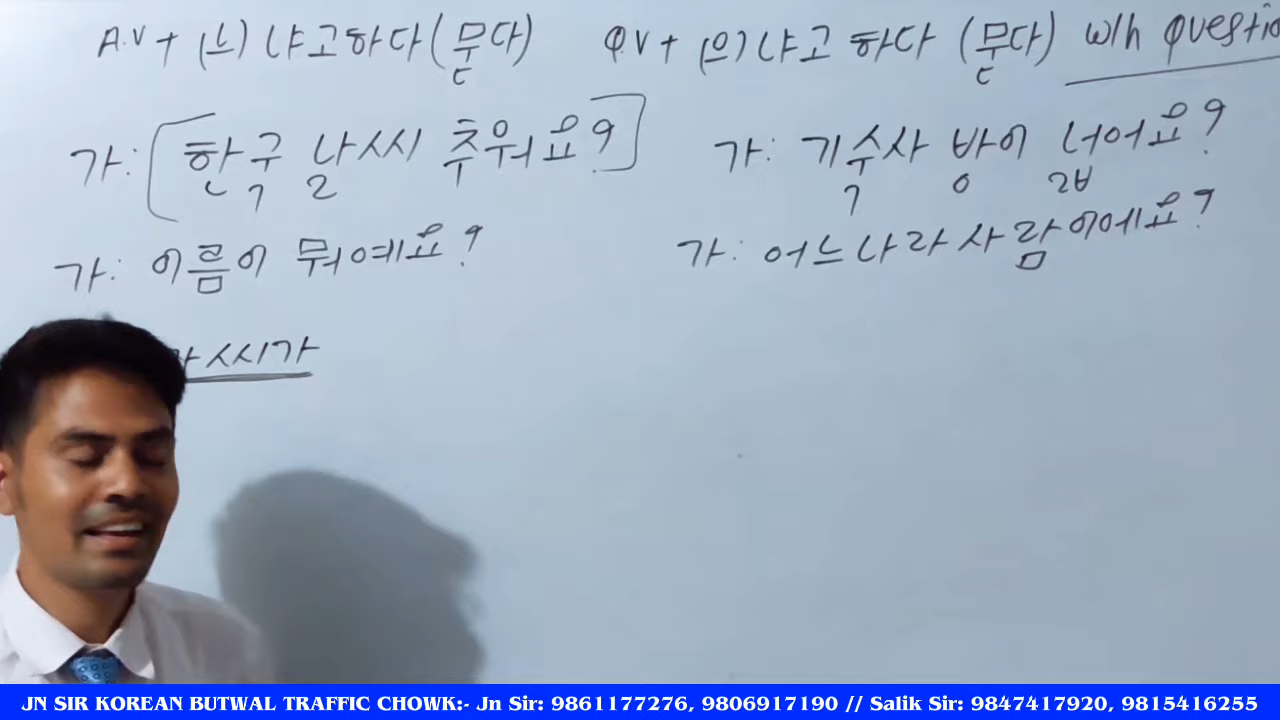 A.V + (느) 냐고하다(묻다)
Q.V + (으) 냐고 하다 (묻다) w/h questio
가: 한국 날씨 추워요?
가: 기숙사 방이 넓어요?
가: 이름이 뭐예요?
가: 어느나라 사람이에요?
씨가
JN SIR KOREAN BUTWAL TRAFFIC CHOWK:- Jn Sir: 9861177276, 9806917190 // Salik Sir: 9847417920, 9815416255